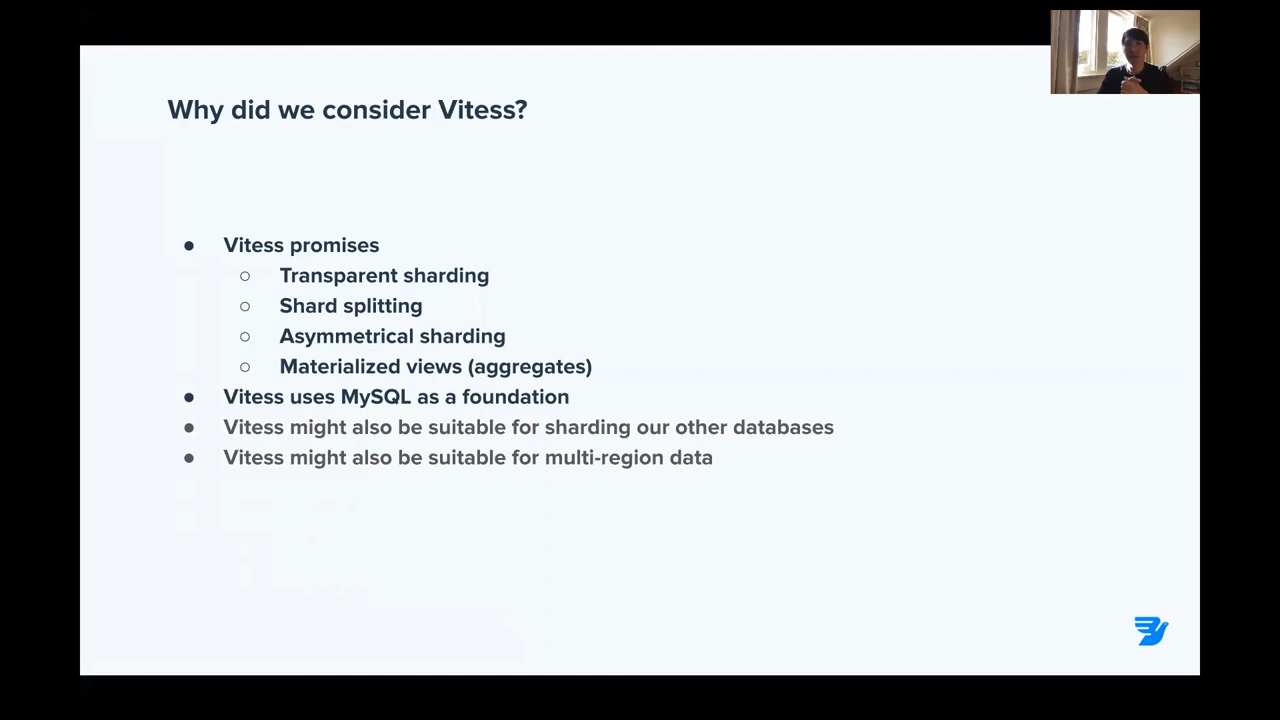 Why did we consider Vitess?
● Vitess promises
○ Transparent sharding
○ Shard splitting
○ Asymmetrical sharding
○ Materialized views (aggregates)
● Vitess uses MySQL as a foundation
● Vitess might also be suitable for sharding our other databases
● Vitess might also be suitable for multi-region data